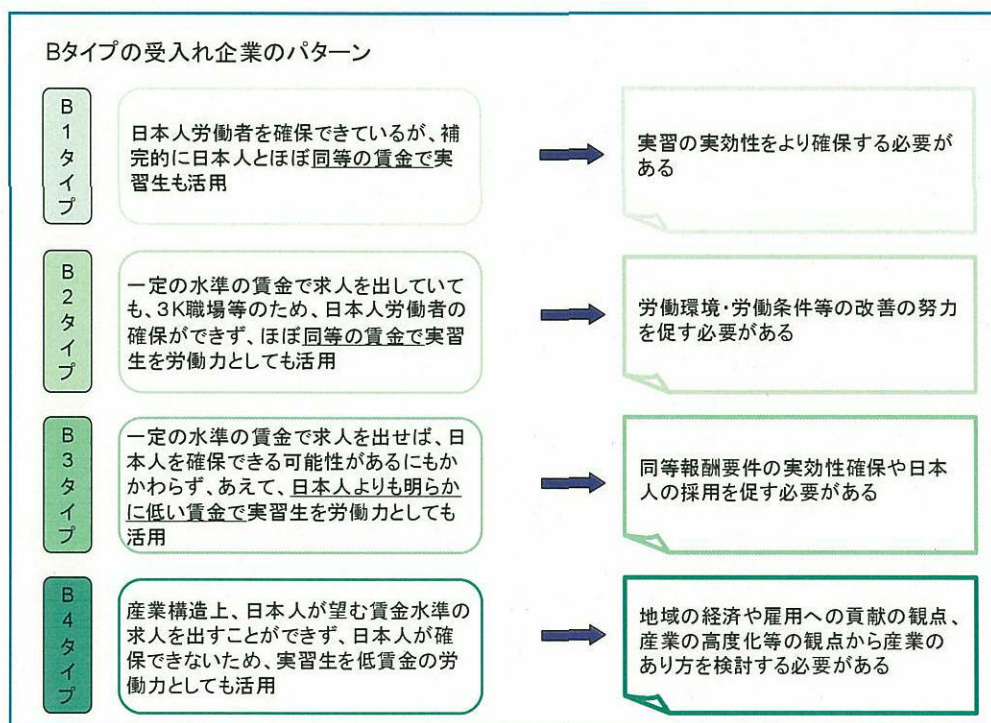 Bタイプの受入れ企業のパターン
B1タイプ
日本人労働者を確保できているが、補
完的に日本人とほぼ同等の賃金で実
習生も活用
実習の実効性をより確保する必要が
ある
B2タイプ
一定の水準の賃金で求人を出していて
も、3K職場等のため、日本人労働者の
確保ができず、ほぼ同等の賃金で実習
生を労働力としても活用
労働環境・労働条件等の改善の努力
を促す必要がある
B3タイプ
一定の水準の賃金で求人を出せば、日
本人を確保できる可能性があるにもか
かわらず、あえて、日本人よりも明らか
に低い賃金で実習生を労働力としても
活用
同等報酬要件の実効性確保や日本
人の採用を促す必要がある
B4タイプ
産業構造上、日本人が望む賃金水準の
求人を出すことができず、日本人が確
保できないため、実習生を低賃金の労
働力としても活用
地域の経済や雇用への貢献の観点、
産業の高度化等の観点から産業の
あり方を検討する必要がある